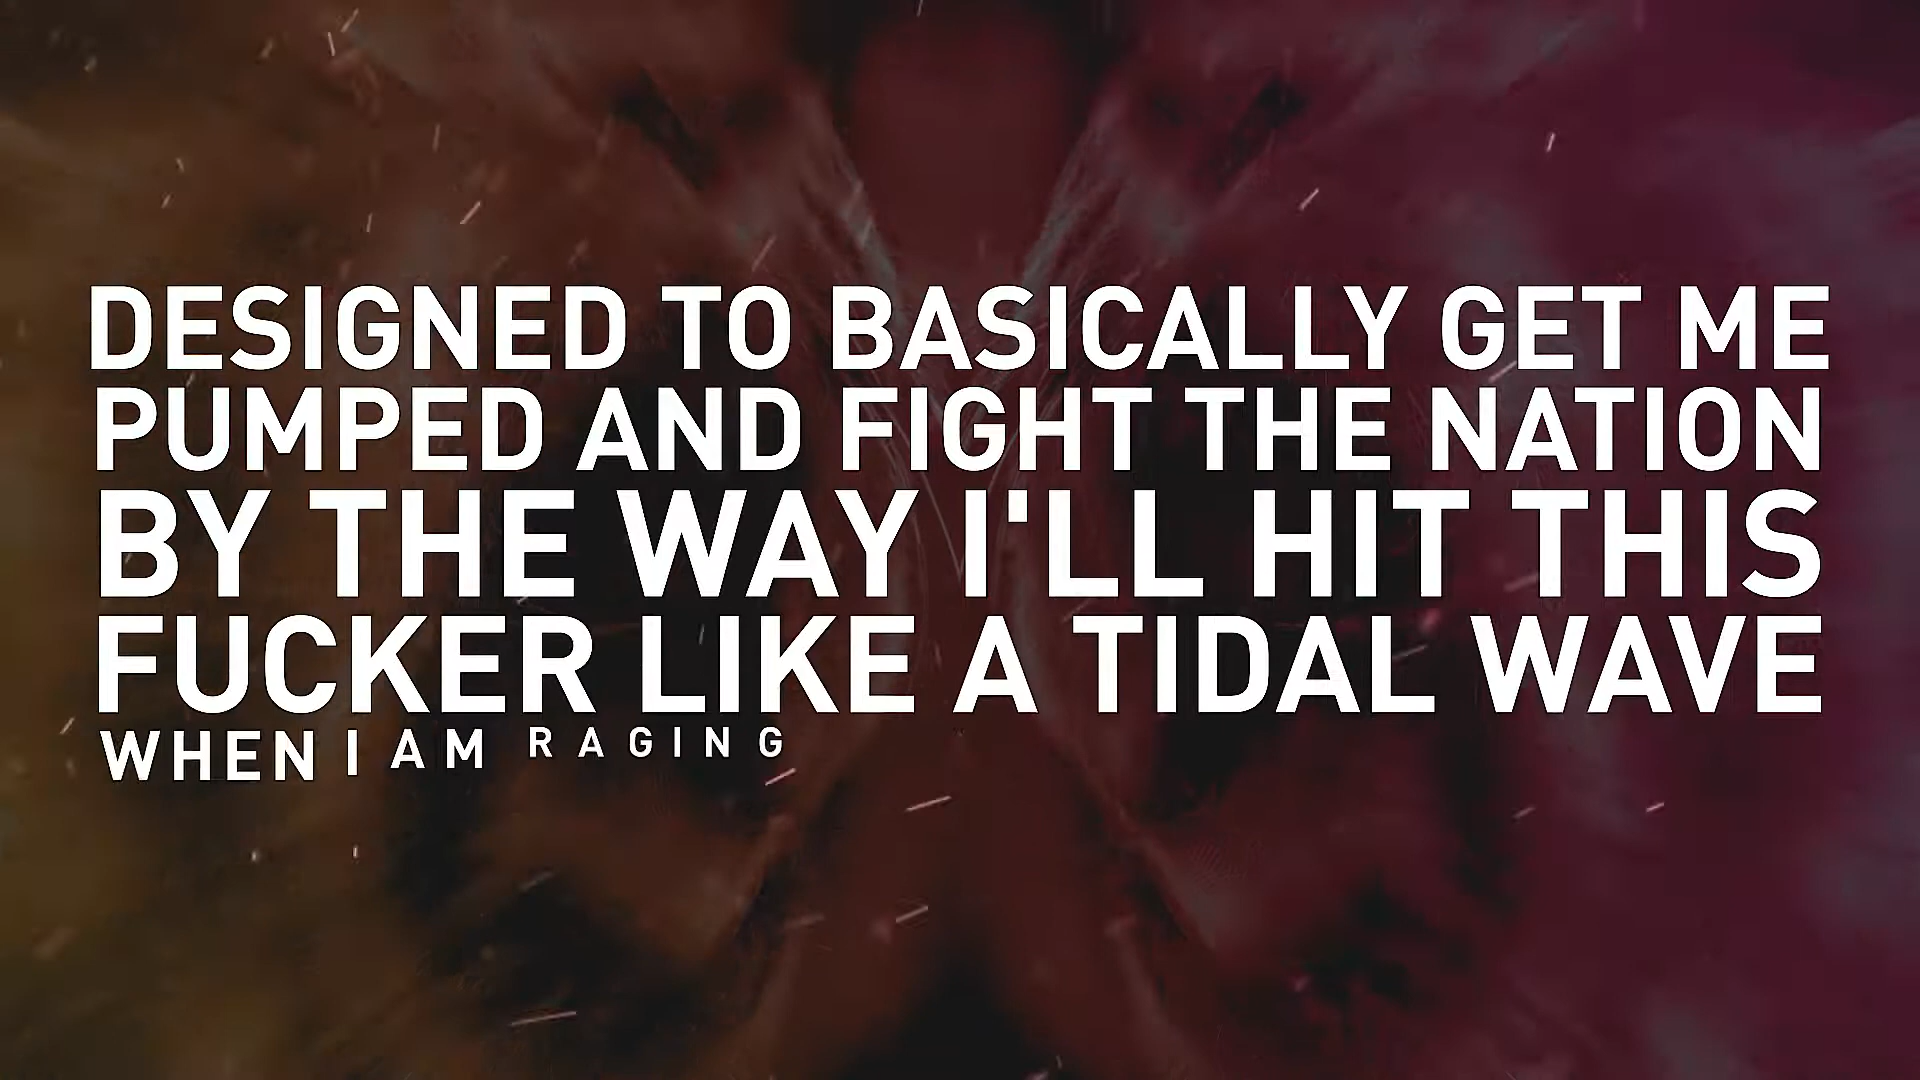 DESIGNED TO BASICALLY GET ME
PUMPED AND FIGHT THE NATION
BY THE WAY I'LL HIT THIS
FUCKER LIKE A TIDAL WAVE
WHEN I AM RAGING